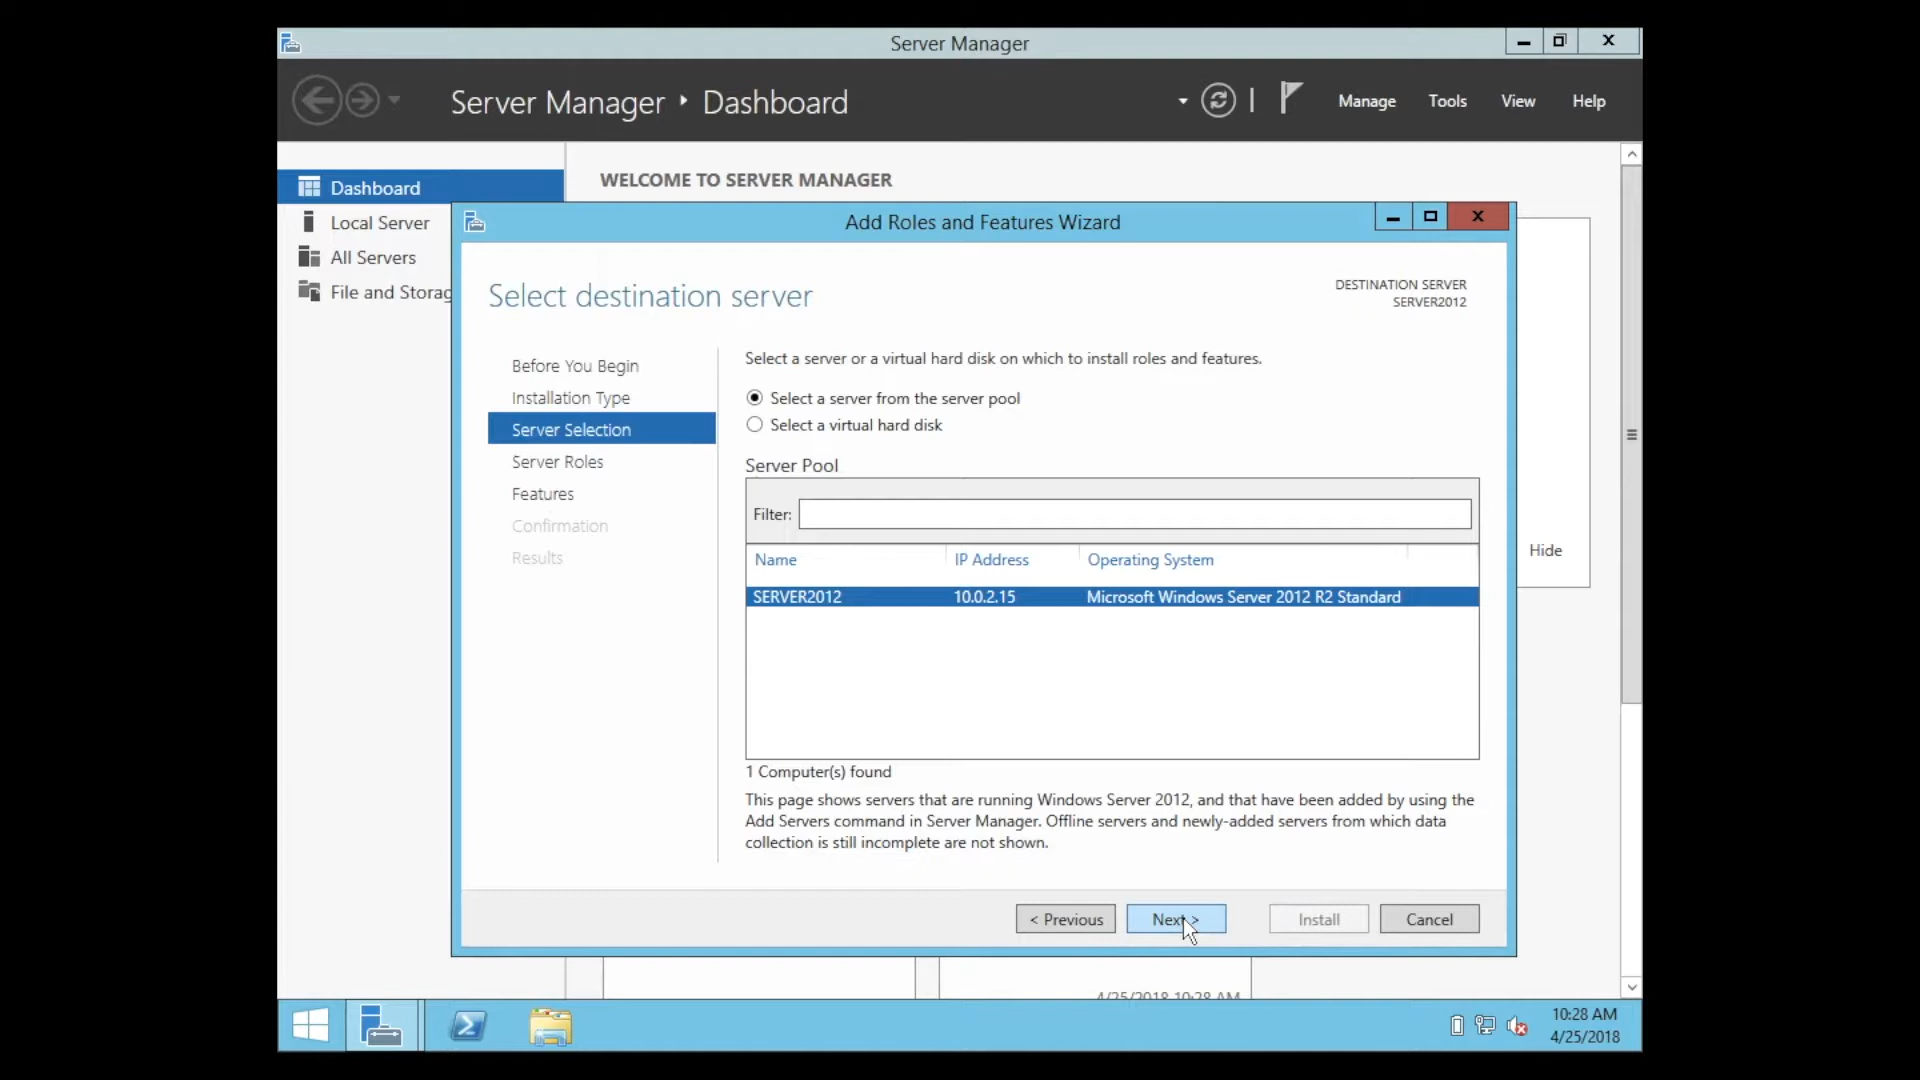 Server Manager
Server Manager
Dashboard
Manage
Tools
View
Help
Dashboard
Local Server
All Servers
File and Storag
WELCOME TO SERVER MANAGER
Add Roles and Features Wizard
Select destination server
DESTINATION SERVER
SERVER2012
Before You Begin
Installation Type
Server Selection
Server Roles
Features
Confirmation
Results
Select a server or a virtual hard disk on which to install roles and features.
Select a server from the server pool
Select a virtual hard disk
Server Pool
Filter:
Name IP Address Operating System
SERVER2012 10.0.2.15 Microsoft Windows Server 2012 R2 Standard
1 Computer(s) found
This page shows servers that are running Windows Server 2012, and that have been added by using the
Add Servers command in Server Manager. Offline servers and newly-added servers from which data
collection is still incomplete are not shown.
< Previous
Next >
Install
Cancel
Hide
4/25/2018 10:28 AM
10:28 AM
4/25/2018